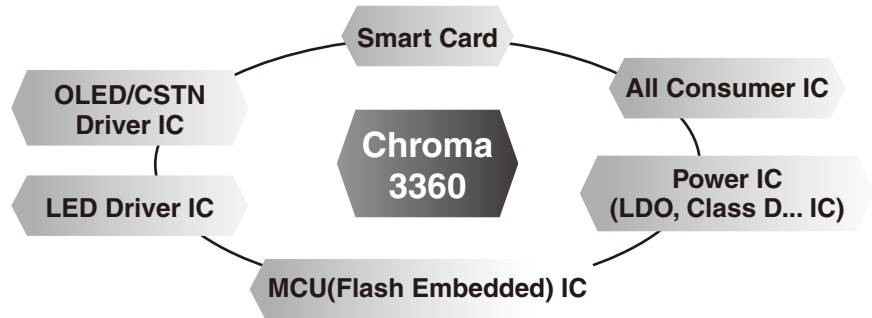 Smart Card
OLED/CSTN
Driver IC
All Consumer IC
Chroma
3360
LED Driver IC
Power IC
(LDO, Class D... IC)
MCU(Flash Embedded) IC